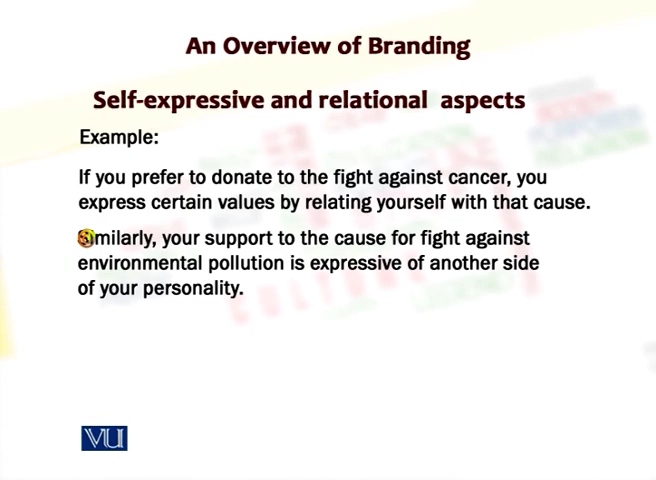 An Overview of Branding
Self-expressive and relational aspects
Example:
If you prefer to donate to the fight against cancer, you
express certain values by relating yourself with that cause.
Similarly, your support to the cause for fight against
environmental pollution is expressive of another side
of your personality.
VU